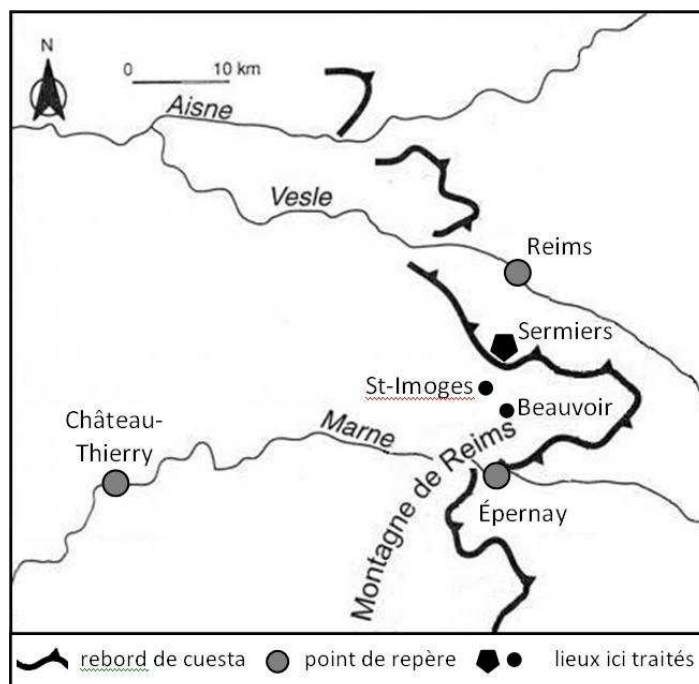 N
0 10 km
Aisne
Vesle
Reims
Sermiers
St-Imoges
Beauvoir
Château-
Thierry
Marne
Montagne de Reims
Épernay
rebord de cuesta point de repère lieux ici traités